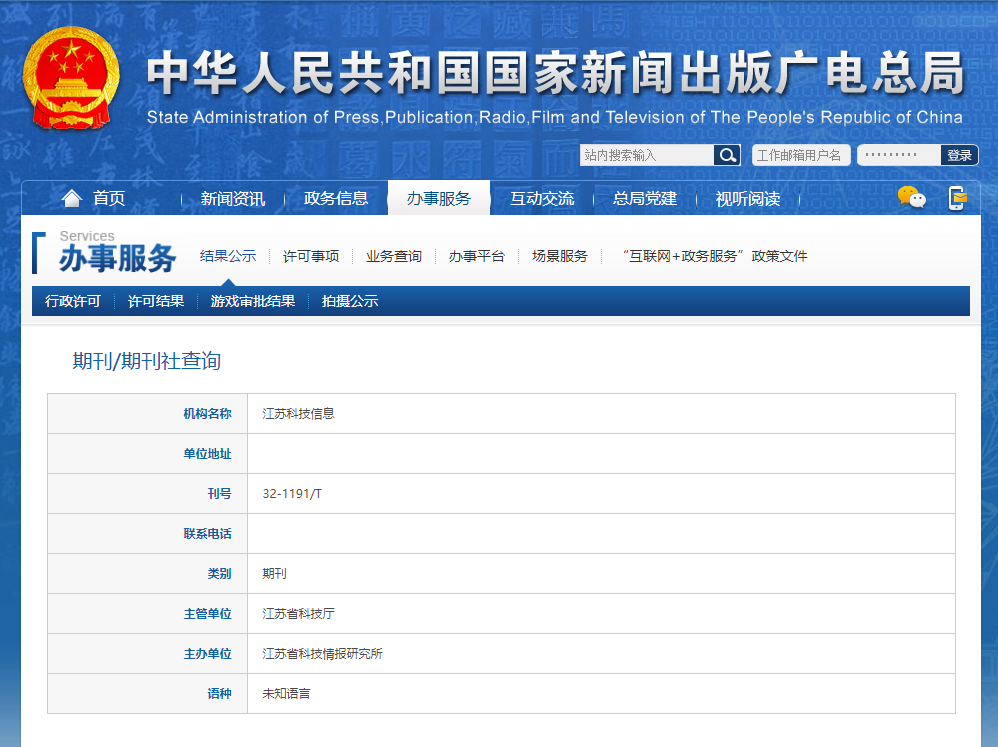 中华人民共和国国家新闻出版广电总局
State Administration of Press,Publication,Radio,Film and Television of The People's Republic of China
站内搜索输入 工作邮箱用户名 ········· 登录
首页 新闻资讯 政务信息 办事服务 互动交流 总局党建 视听阅读
Services
办事服务 结果公示 许可事项 业务查询 办事平台 场景服务 “互联网+政务服务”政策文件
行政许可 许可结果 游戏审批结果 拍摄公示
期刊/期刊社查询
机构名称 江苏科技信息
单位地址
刊号 32-1191/T
联系电话
类别 期刊
主管单位 江苏省科技厅
主办单位 江苏省科技情报研究所
语种 未知语言